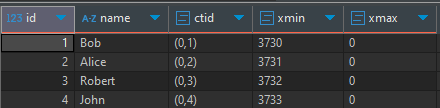 123 id A-Z name ctid xmin xmax
1 Bob (0,1) 3730 0
2 Alice (0,2) 3731 0
3 Robert (0,3) 3732 0
4 John (0,4) 3733 0